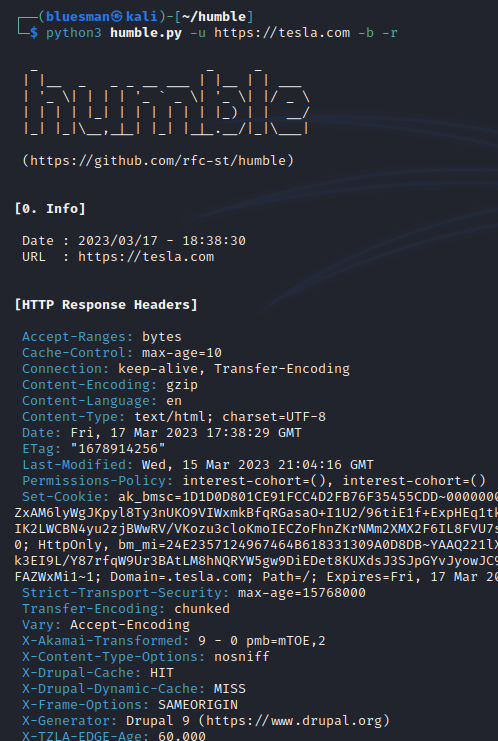 (bluesman㉿kali)-[~/humble]
$ python3 humble.py -u https://tesla.com -b -r
humble
(https://github.com/rfc-st/humble)
[0. Info]
Date : 2023/03/17 - 18:38:30
URL  : https://tesla.com
[HTTP Response Headers]
Accept-Ranges: bytes
Cache-Control: max-age=10
Connection: keep-alive, Transfer-Encoding
Content-Encoding: gzip
Content-Language: en
Content-Type: text/html; charset=UTF-8
Date: Fri, 17 Mar 2023 17:38:29 GMT
ETag: "1678914256"
Last-Modified: Wed, 15 Mar 2023 21:04:16 GMT
Permissions-Policy: interest-cohort=(), interest-cohort=()
Set-Cookie: ak_bmsc=1D1D0D801CE91FCC4D2FB76F35455CDD~0000000
ZxAM6lyWgJKpyl8Ty3nUKO9VIWxmkBfqRGasaO+I1U2/96tiE1f+ExpHEq1tk
IK2LWCBN4yu2zjBWwRV/VKozu3cloKmoIECZoFhnZKrNMm2XMX2F6IL8FVU7s
0; HttpOnly, bm_mi=24E2357124967464B618331309A0D8DB~YAAQ221lX
k3EI9L/Y87rfqW9Ur3BAtLM8hNQRYW5gw9DiEDet8KUXdsJ3SJpGYvJyowJC9
FAZWxMi1~1; Domain=.tesla.com; Path=/; Expires=Fri, 17 Mar 20
Strict-Transport-Security: max-age=15768000
Transfer-Encoding: chunked
Vary: Accept-Encoding
X-Akamai-Transformed: 9 - 0 pmb=mTOE,2
X-Content-Type-Options: nosniff
X-Drupal-Cache: HIT
X-Drupal-Dynamic-Cache: MISS
X-Frame-Options: SAMEORIGIN
X-Generator: Drupal 9 (https://www.drupal.org)
X-TZLA-EDGE-Age: 60.000